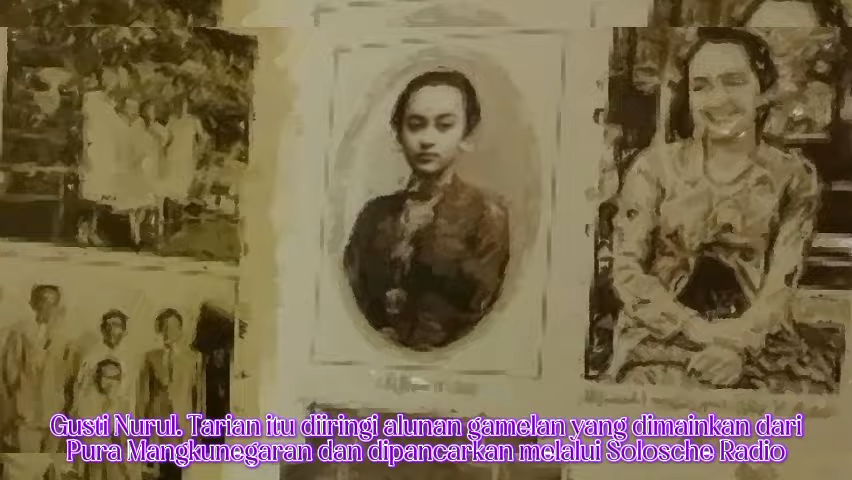 Gusti Nurul. Tarian itu diiringi alunan gamelan yang dimainkan dari
Pura Mangkunegaran dan dipancarkan melalui Solosche Radio